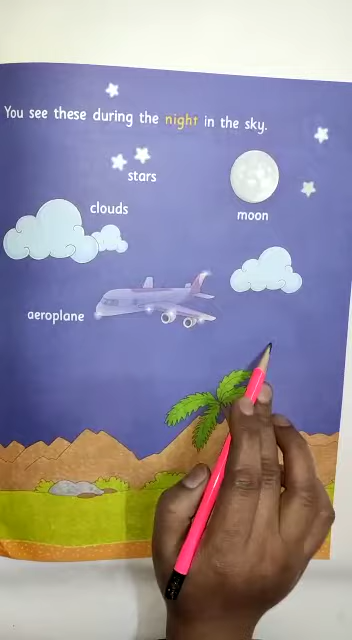 You see these during the night in the sky.
stars
clouds
moon
aeroplane